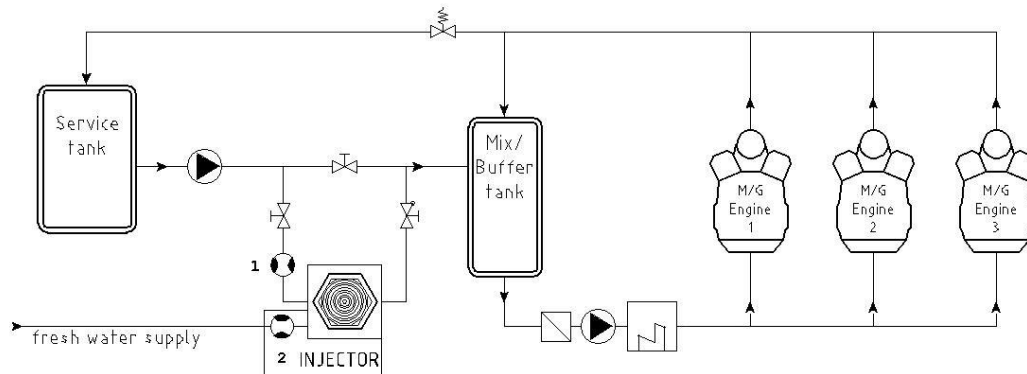 Service
tank
Mix/
Buffer
tank
M/G
Engine
1
M/G
Engine
2
M/G
Engine
3
1
fresh water supply
2 INJECTOR